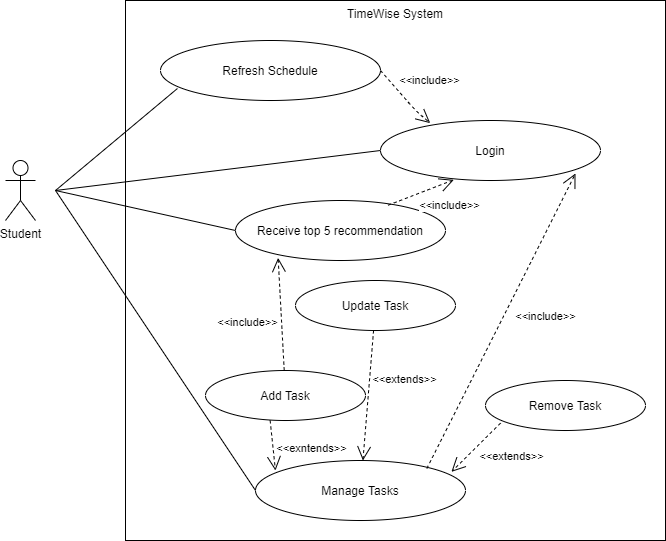 TimeWise System
Refresh Schedule
<<include>>
Login
<<include>>
Student
Receive top 5 recommendation
Update Task
<<include>>
<<include>>
<<extends>>
Add Task
Remove Task
<<exntends>>
<<extends>>
Manage Tasks